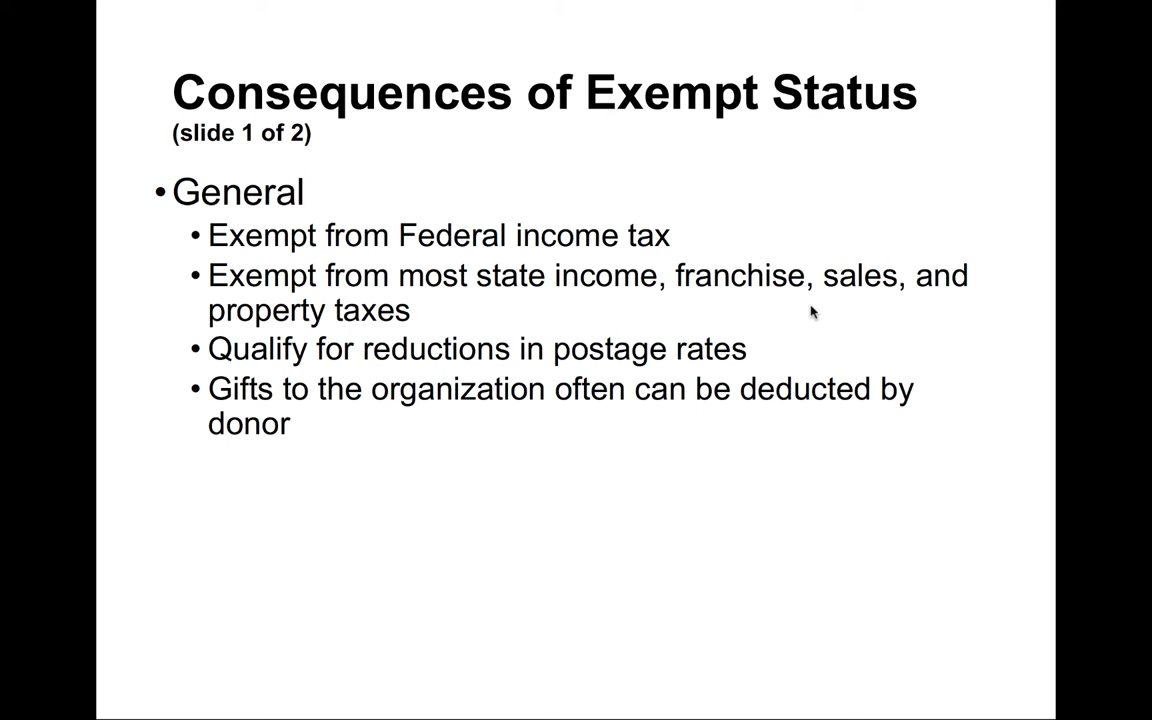 Consequences of Exempt Status
(slide 1 of 2)
• General
• Exempt from Federal income tax
• Exempt from most state income, franchise, sales, and
property taxes
• Qualify for reductions in postage rates
• Gifts to the organization often can be deducted by
donor